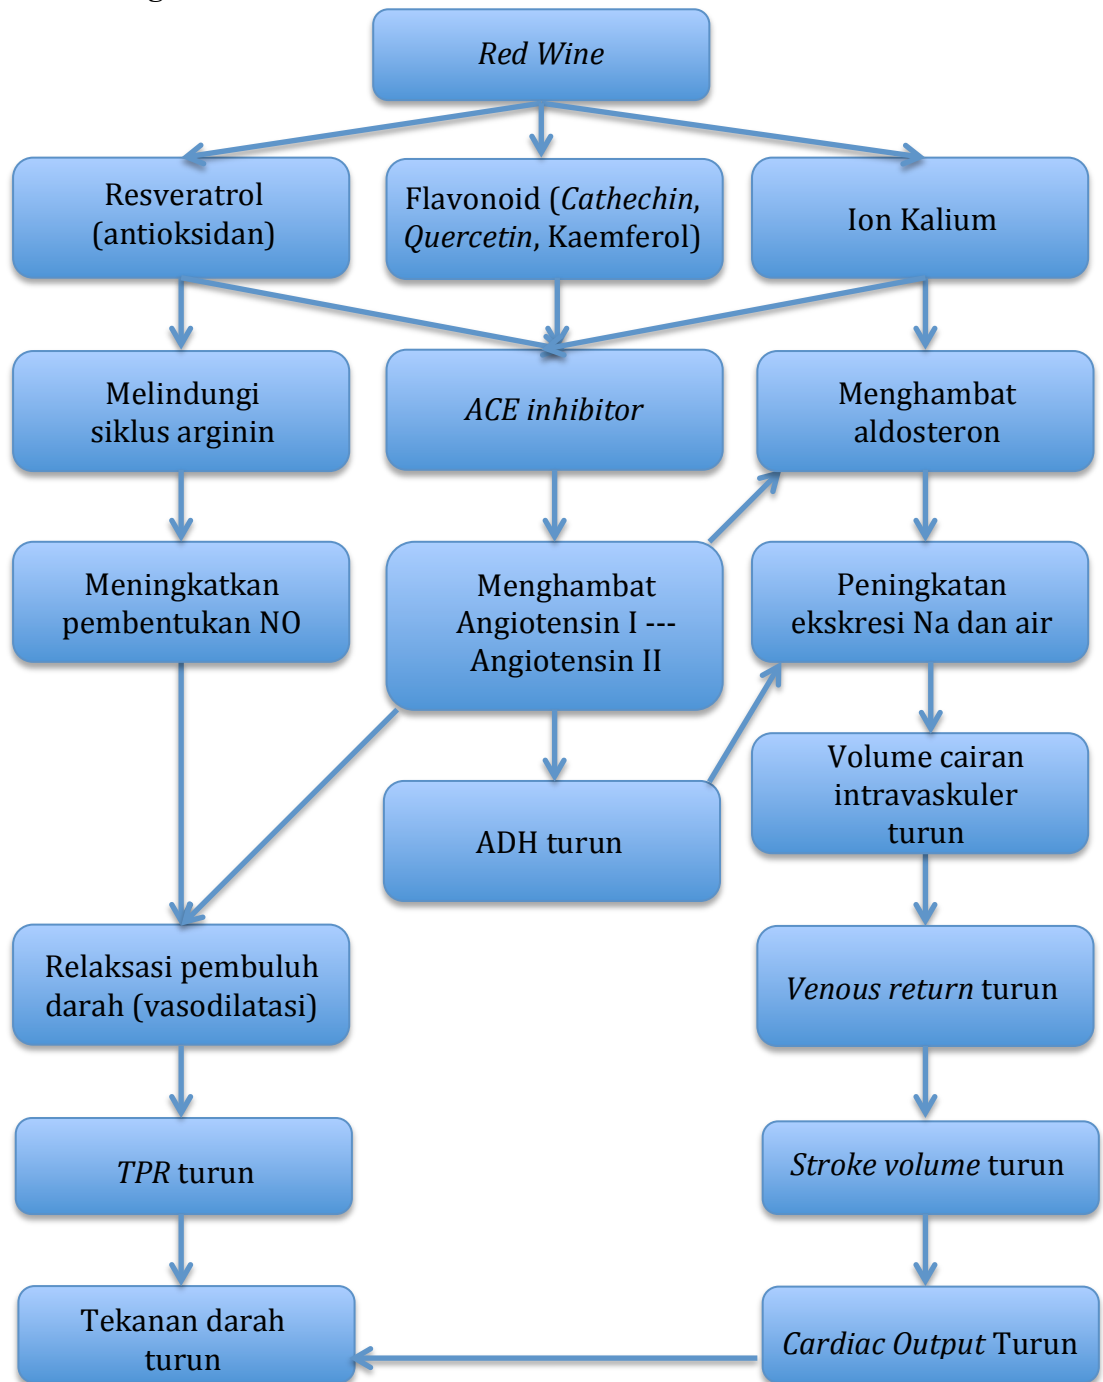 Red Wine
Resveratrol
(antioksidan)
Flavonoid (Cathechin,
Quercetin, Kaemferol)
Ion Kalium
Melindungi
siklus arginin
ACE inhibitor
Menghambat
aldosteron
Meningkatkan
pembentukan NO
Menghambat
Angiotensin I ---
Angiotensin II
Peningkatan
ekskresi Na dan air
ADH turun
Volume cairan
intravaskuler
turun
Relaksasi pembuluh
darah (vasodilatasi)
Venous return turun
TPR turun
Stroke volume turun
Tekanan darah
turun
Cardiac Output Turun